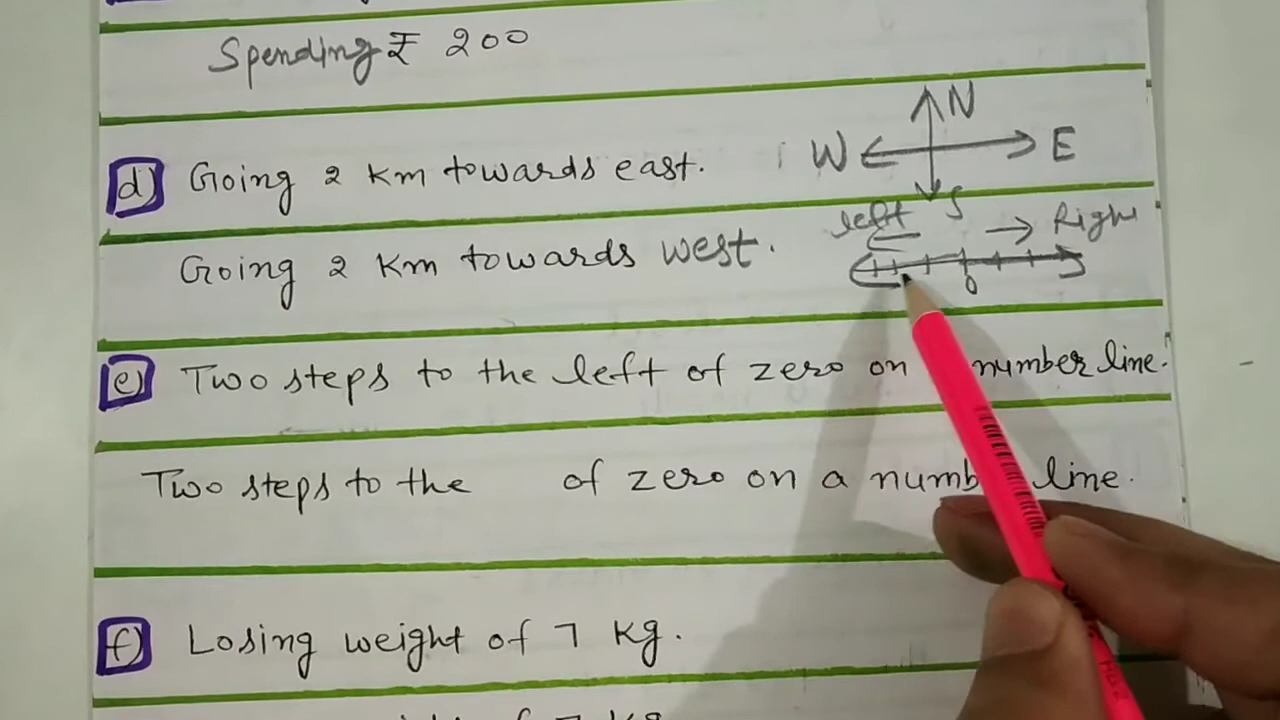 Spending ₹ 200
N
d) Going 2 km towards east.
W E
S
left Right
Going 2 km towards west.
0
e) Two steps to the left of zero on number line.
Two steps to the of zero on a numb line.
f) Losing weight of 7 kg.